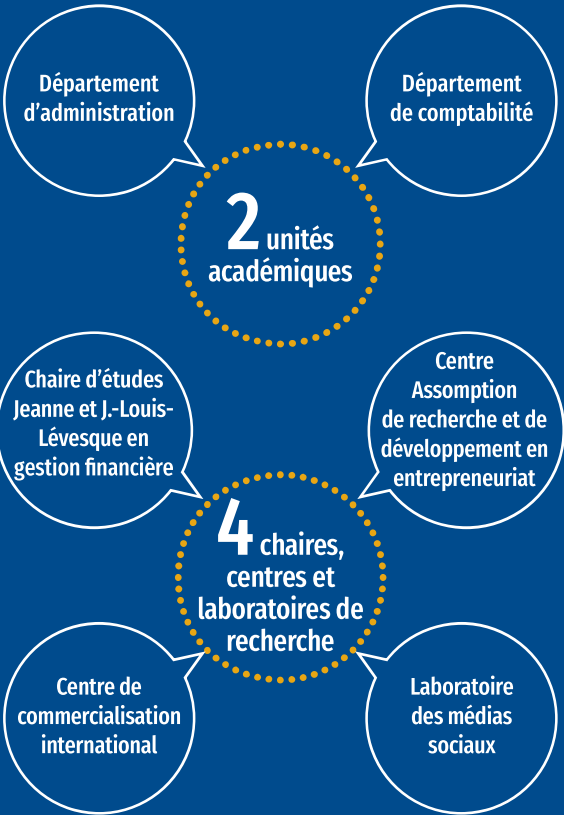 Département
d'administration
Département
de comptabilité
2 unités
académiques
Chaire d'études
Jeanne et J.-Louis-
Lévesque en
gestion financière
Centre
Assomption
de recherche et de
développement en
entrepreneuriat
4 chaires,
centres et
laboratoires de
recherche
Centre de
commercialisation
international
Laboratoire
des médias
sociaux